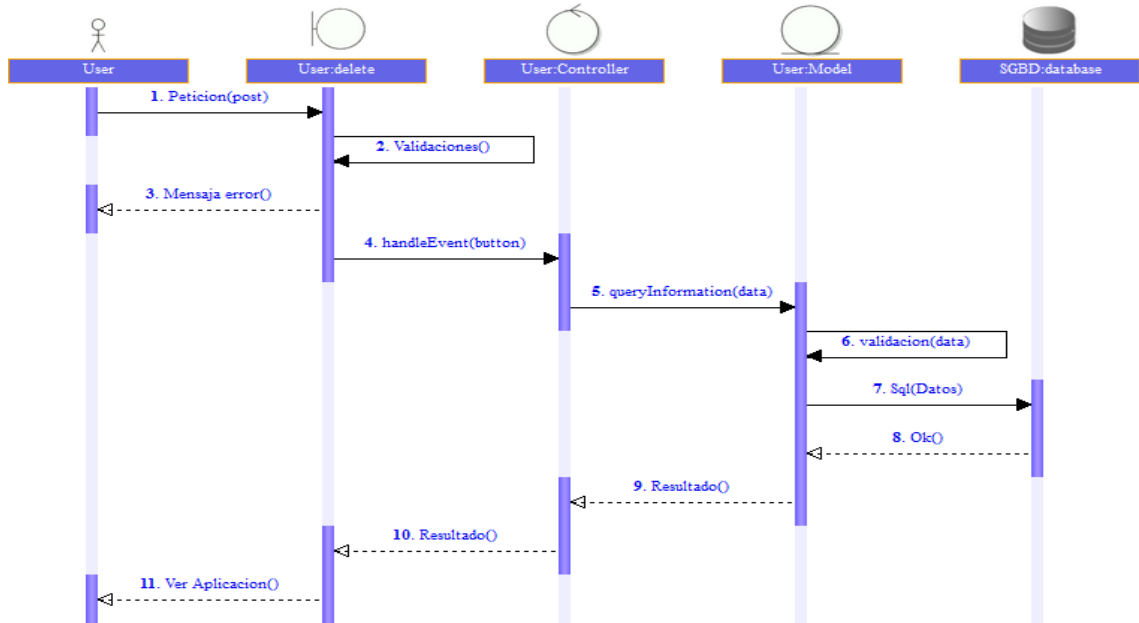 User
User:delete
User:Controller
User:Model
SGBD:database
1. Peticion(post)
2. Validaciones()
3. Mensaja error()
4. handleEvent(button)
5. queryInformation(data)
6. validacion(data)
7. Sql(Datos)
8. Ok()
9. Resultado()
10. Resultado()
11. Ver Aplicacion()